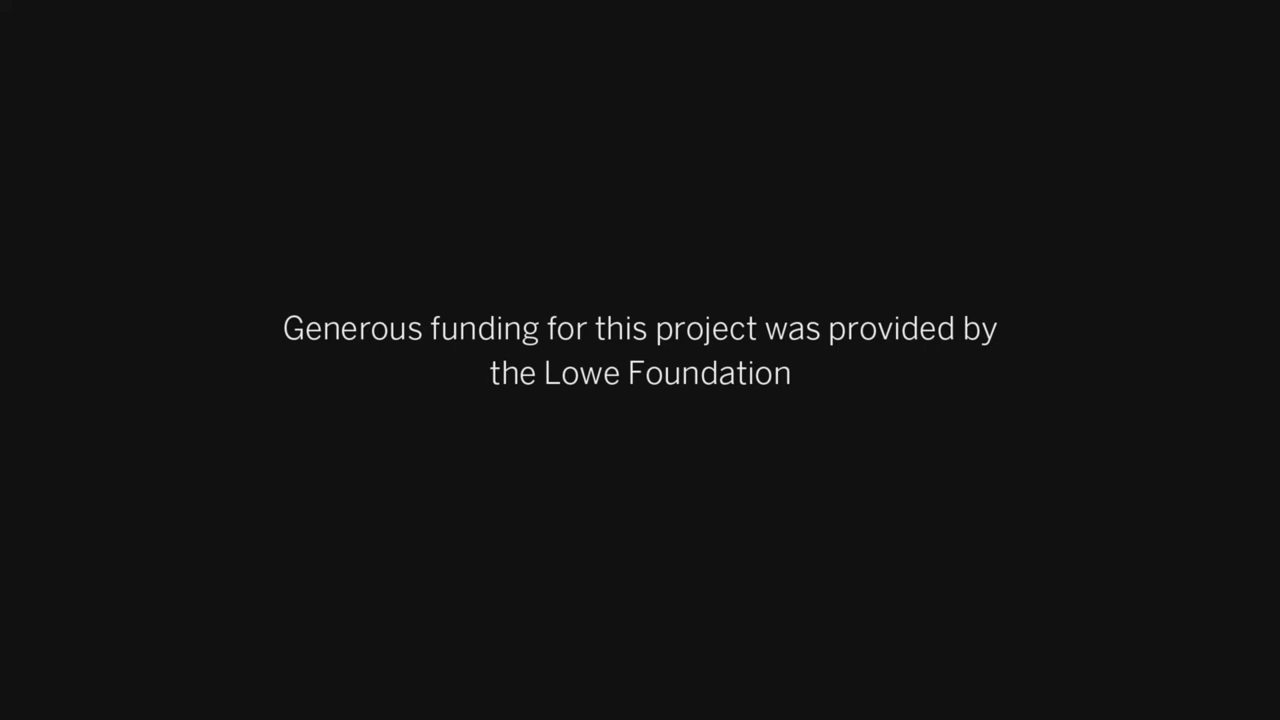 Generous funding for this project was provided by
the Lowe Foundation